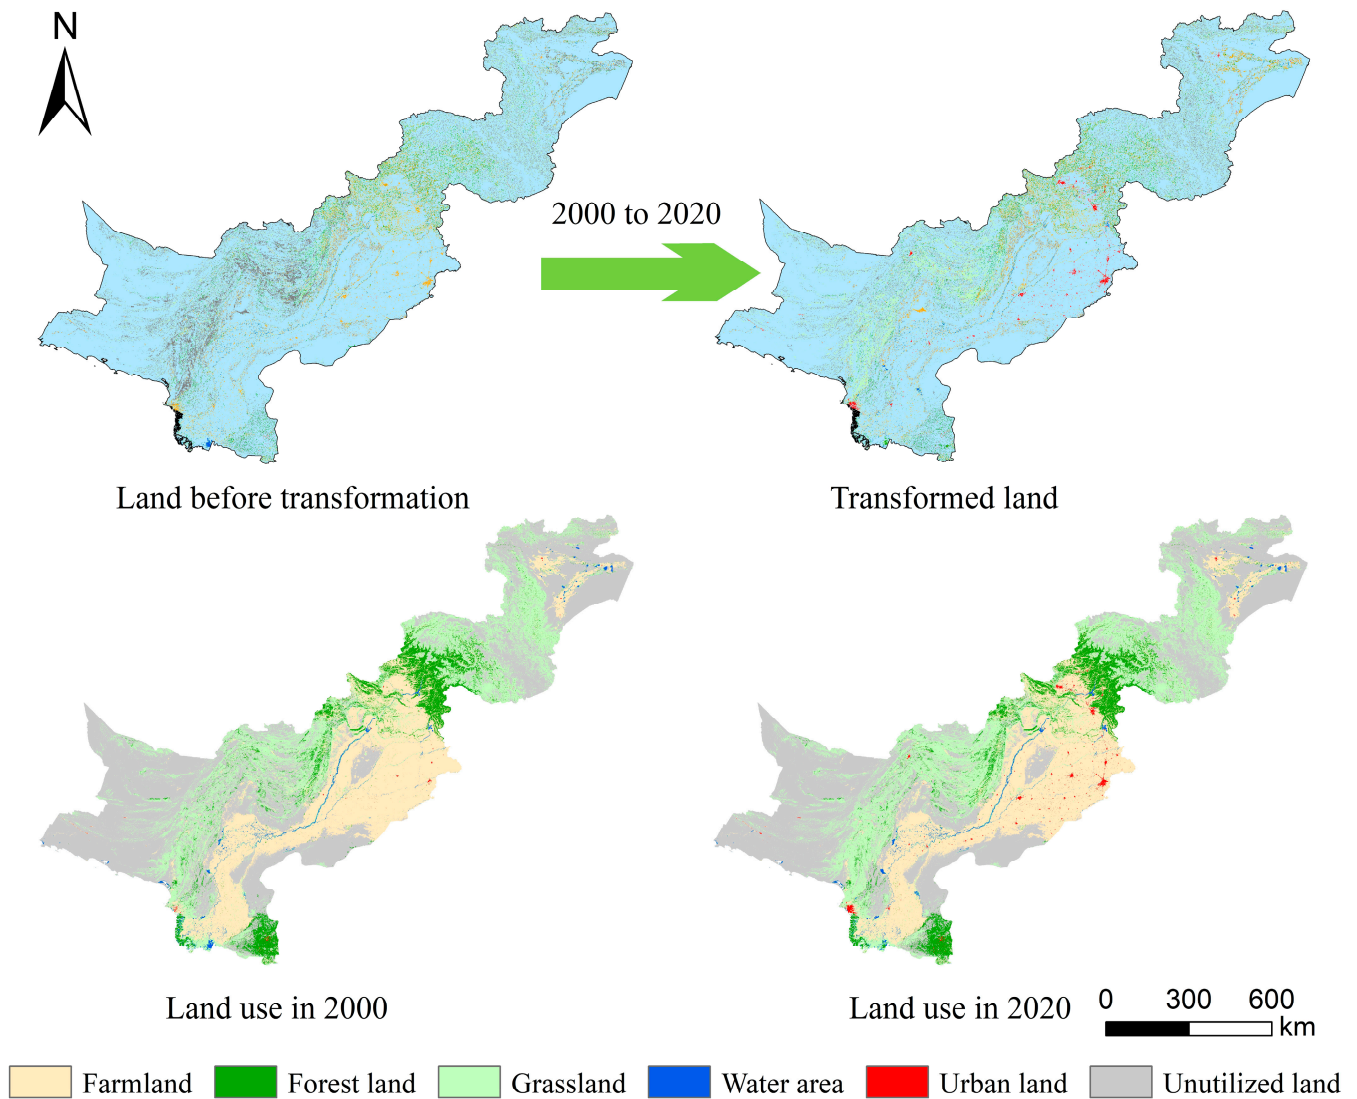 N
2000 to 2020
Land before transformation
Transformed land
Land use in 2000
Land use in 2020
0 300 600
km
Farmland
Forest land
Grassland
Water area
Urban land
Unutilized land